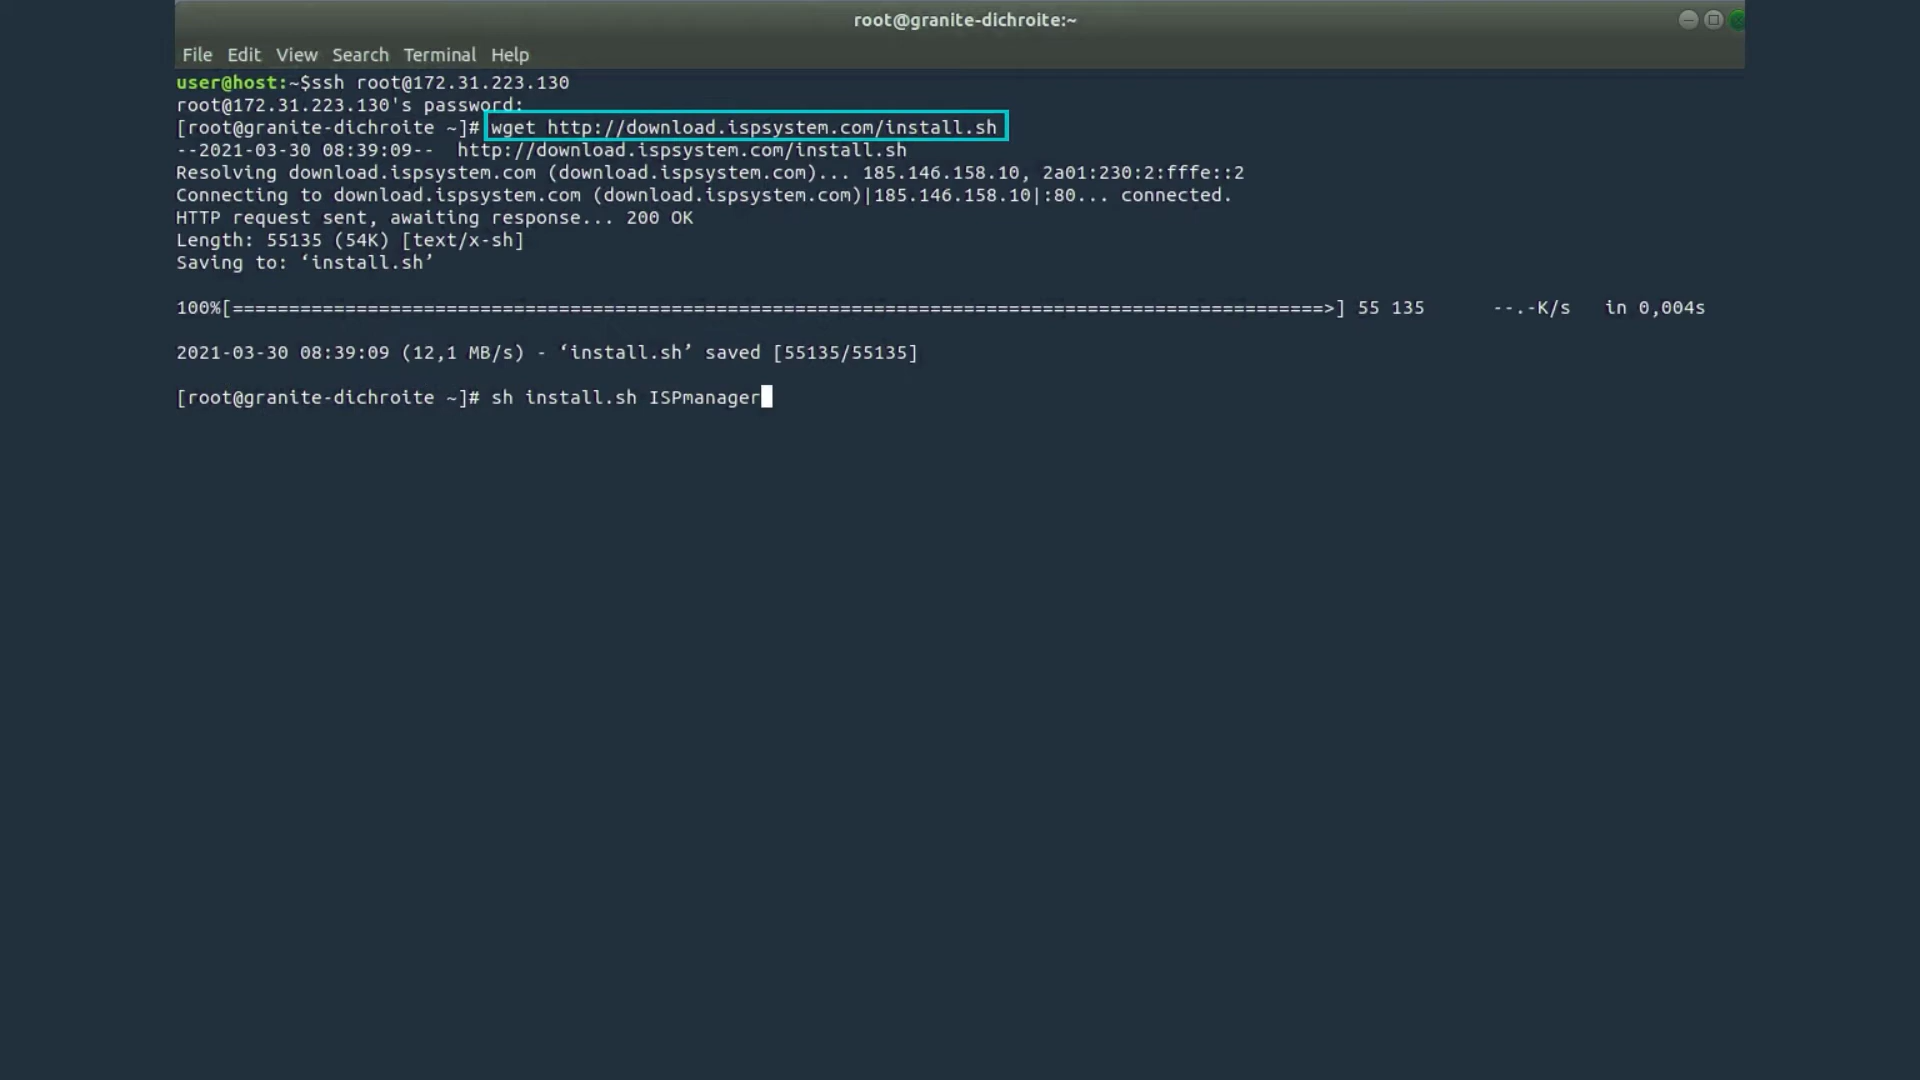 root@granite-dichroite:~
File Edit View Search Terminal Help
user@host:~$ssh root@172.31.223.130
root@172.31.223.130's password:
[root@granite-dichroite ~]# wget http://download.ispsystem.com/install.sh
--2021-03-30 08:39:09--  http://download.ispsystem.com/install.sh
Resolving download.ispsystem.com (download.ispsystem.com)... 185.146.158.10, 2a01:230:2:fffe::2
Connecting to download.ispsystem.com (download.ispsystem.com)|185.146.158.10|:80... connected.
HTTP request sent, awaiting response... 200 OK
Length: 55135 (54K) [text/x-sh]
Saving to: ‘install.sh’
100%[=================================================================================================>] 55 135      --.-K/s   in 0,004s
2021-03-30 08:39:09 (12,1 MB/s) - ‘install.sh’ saved [55135/55135]
[root@granite-dichroite ~]# sh install.sh ISPmanager